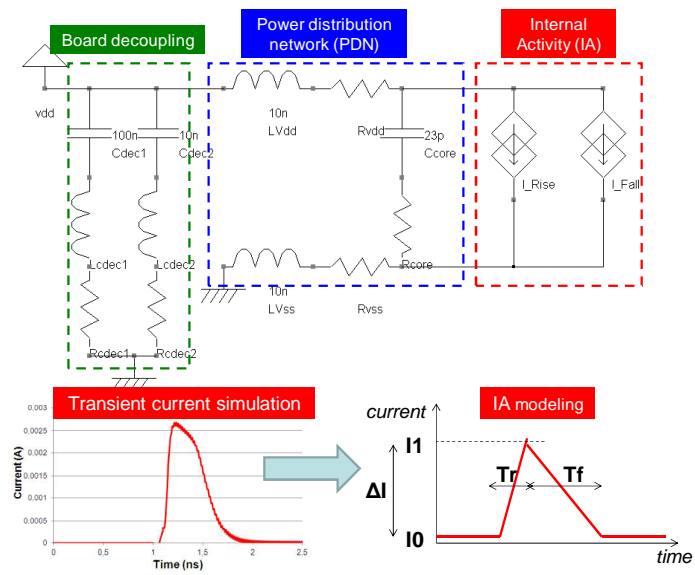 Board decoupling
Power distribution
network (PDN)
Internal
Activity (IA)
vdd
100n
Cdec1
10n
Cdec2
10n
LVdd
Rvdd
23p
Ccore
I_Rise
I_Fall
Lcdec1
Lcdec2
Rcore
10n
LVss
Rvss
Rcdec1
Rcdec2
Transient current simulation
IA modeling
0,003
0,0025
0.002
0.0015
0.001
0.0005
0
Current (A)
0
0,5
1
1,5
2
2,5
Time (ns)
current
I1
ΔI
I0
Tr
Tf
time